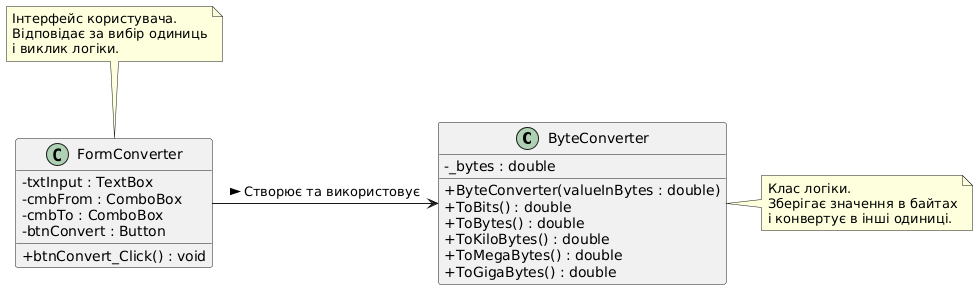 Інтерфейс користувача.
Відповідає за вибір одиниць
і виклик логіки.
C FormConverter
-txtInput : TextBox
-cmbFrom : ComboBox
-cmbTo : ComboBox
-btnConvert : Button
+btnConvert_Click() : void
Створює та використовує
C ByteConverter
-_bytes : double
+ByteConverter(valueInBytes : double)
+ToBits() : double
+ToBytes() : double
+ToKiloBytes() : double
+ToMegaBytes() : double
+ToGigaBytes() : double
Клас логіки.
Зберігає значення в байтах
і конвертує в інші одиниці.